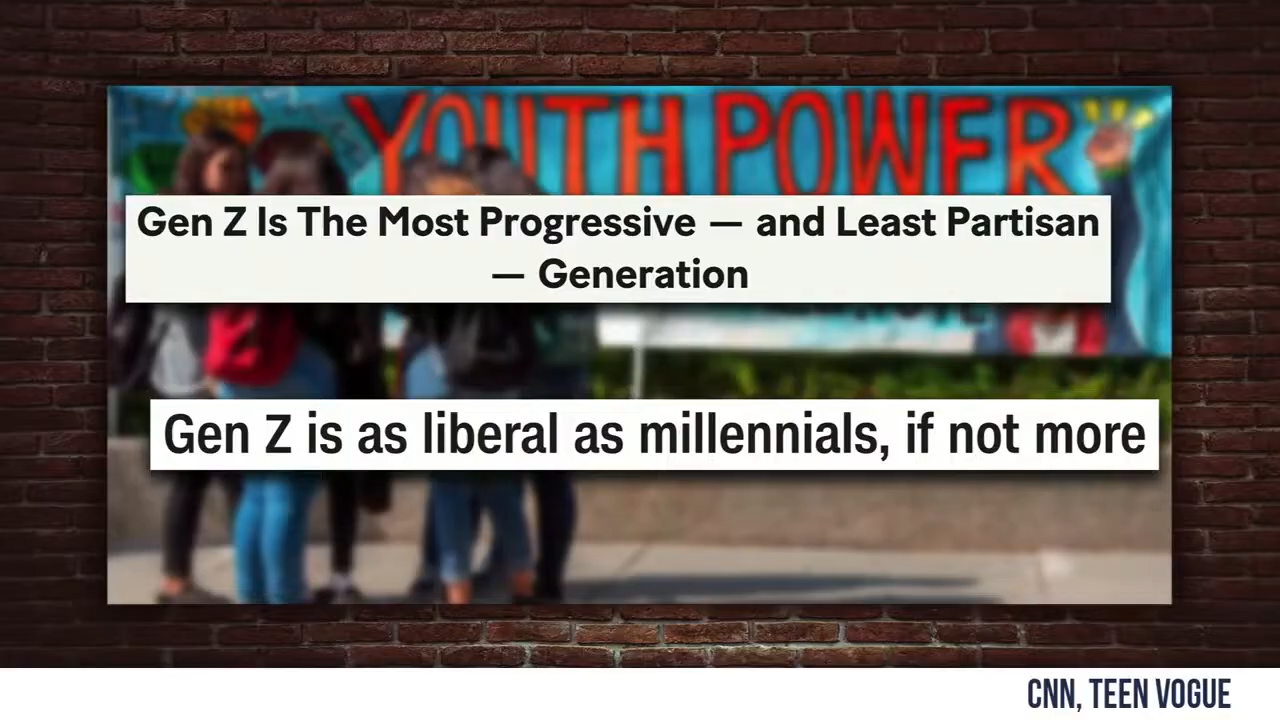 YOUTH POWER
Gen Z Is The Most Progressive — and Least Partisan
— Generation
Gen Z is as liberal as millennials, if not more
CNN, TEEN VOGUE